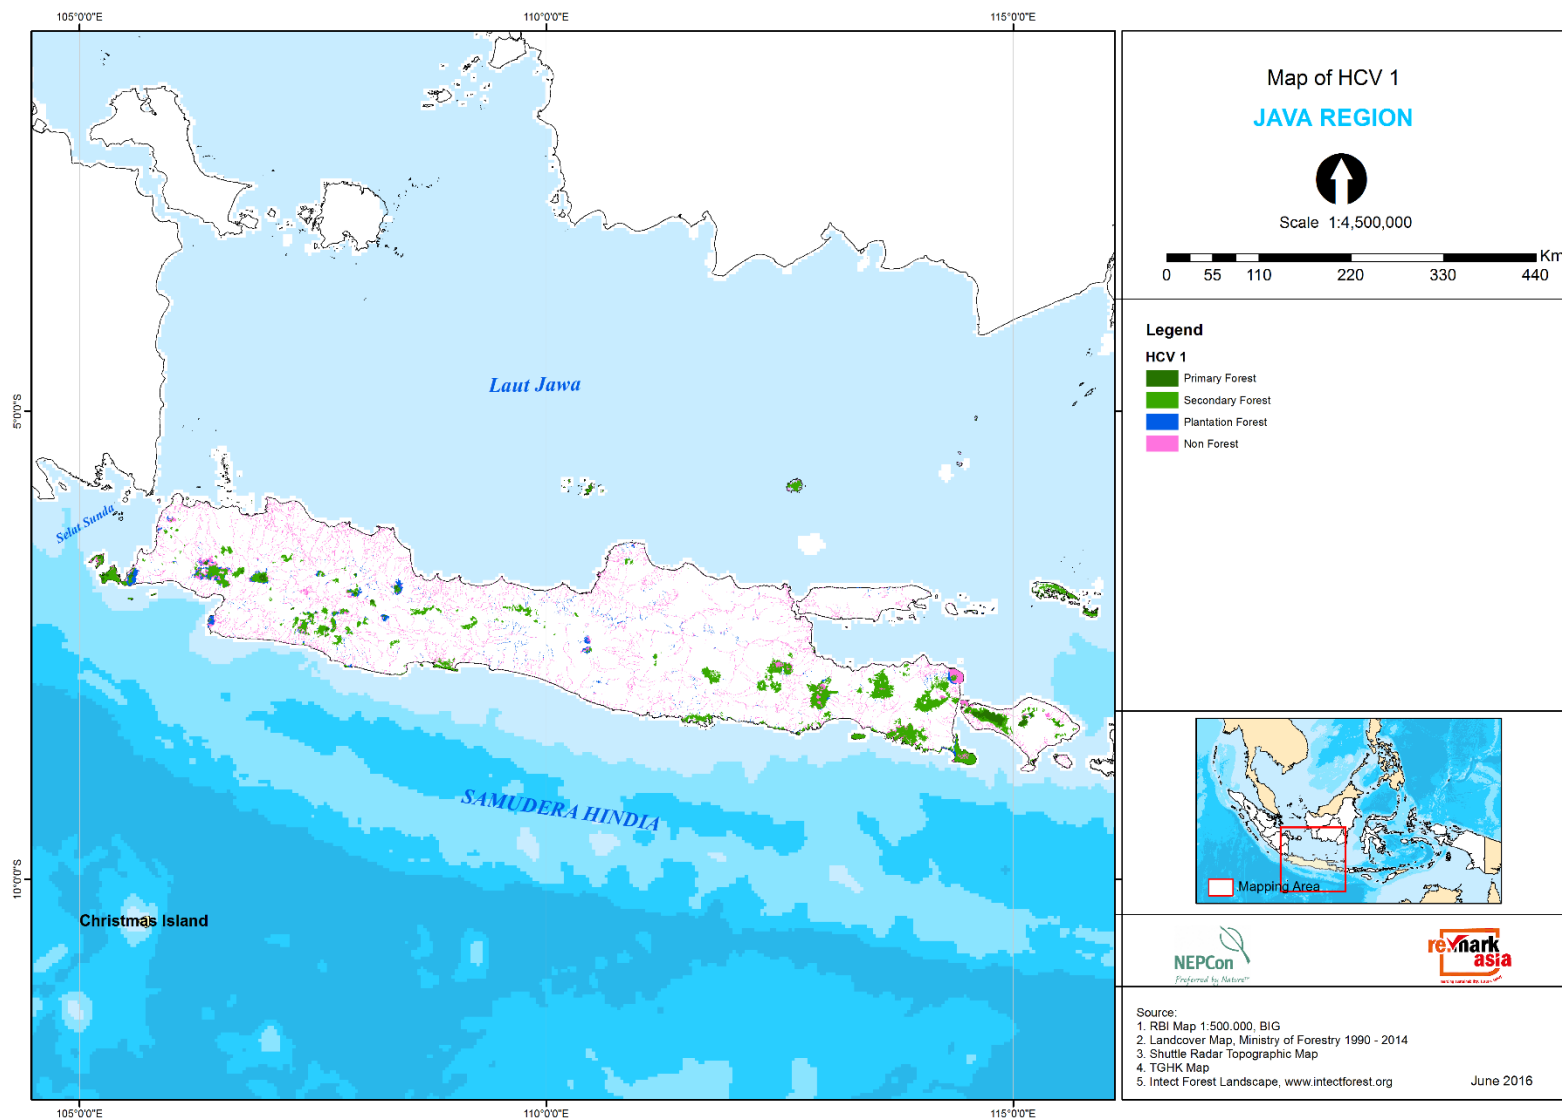 105°0'0"E
110°0'0"E
115°0'0"E
5°0'0"S
10°0'0"S
Laut Jawa
Selat Sunda
SAMUDERA HINDIA
Christmas Island
105°0'0"E
110°0'0"E
115°0'0"E
Map of HCV 1
JAVA REGION
Scale 1:4,500,000
Km
0 55 110 220 330 440
Legend
HCV 1
Primary Forest
Secondary Forest
Plantation Forest
Non Forest
Mapping Area
NEPCon
Preferred by Nature™
re mark
asia
Source:
1. RBI Map 1:500.000, BIG
2. Landcover Map, Ministry of Forestry 1990 - 2014
3. Shuttle Radar Topographic Map
4. TGHK Map
5. Intect Forest Landscape, www.intectforest.org
June 2016